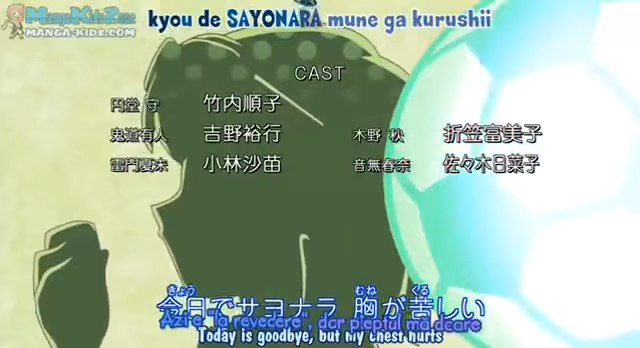 MangaKidsZone
MANGA-KIDS.COM
kyou de SAYONARA mune ga kurushii
CAST
円堂 守 竹内順子
鬼道有人 吉野裕行 木野 秋 折笠富美子
雷門夏未 小林沙苗 音無春奈 佐々木日菜子
きょう むね くる
今日でサヨナラ 胸が苦しい
Azi e "la revedere", dar pieptul mă doare
Today is goodbye, but my chest hurts